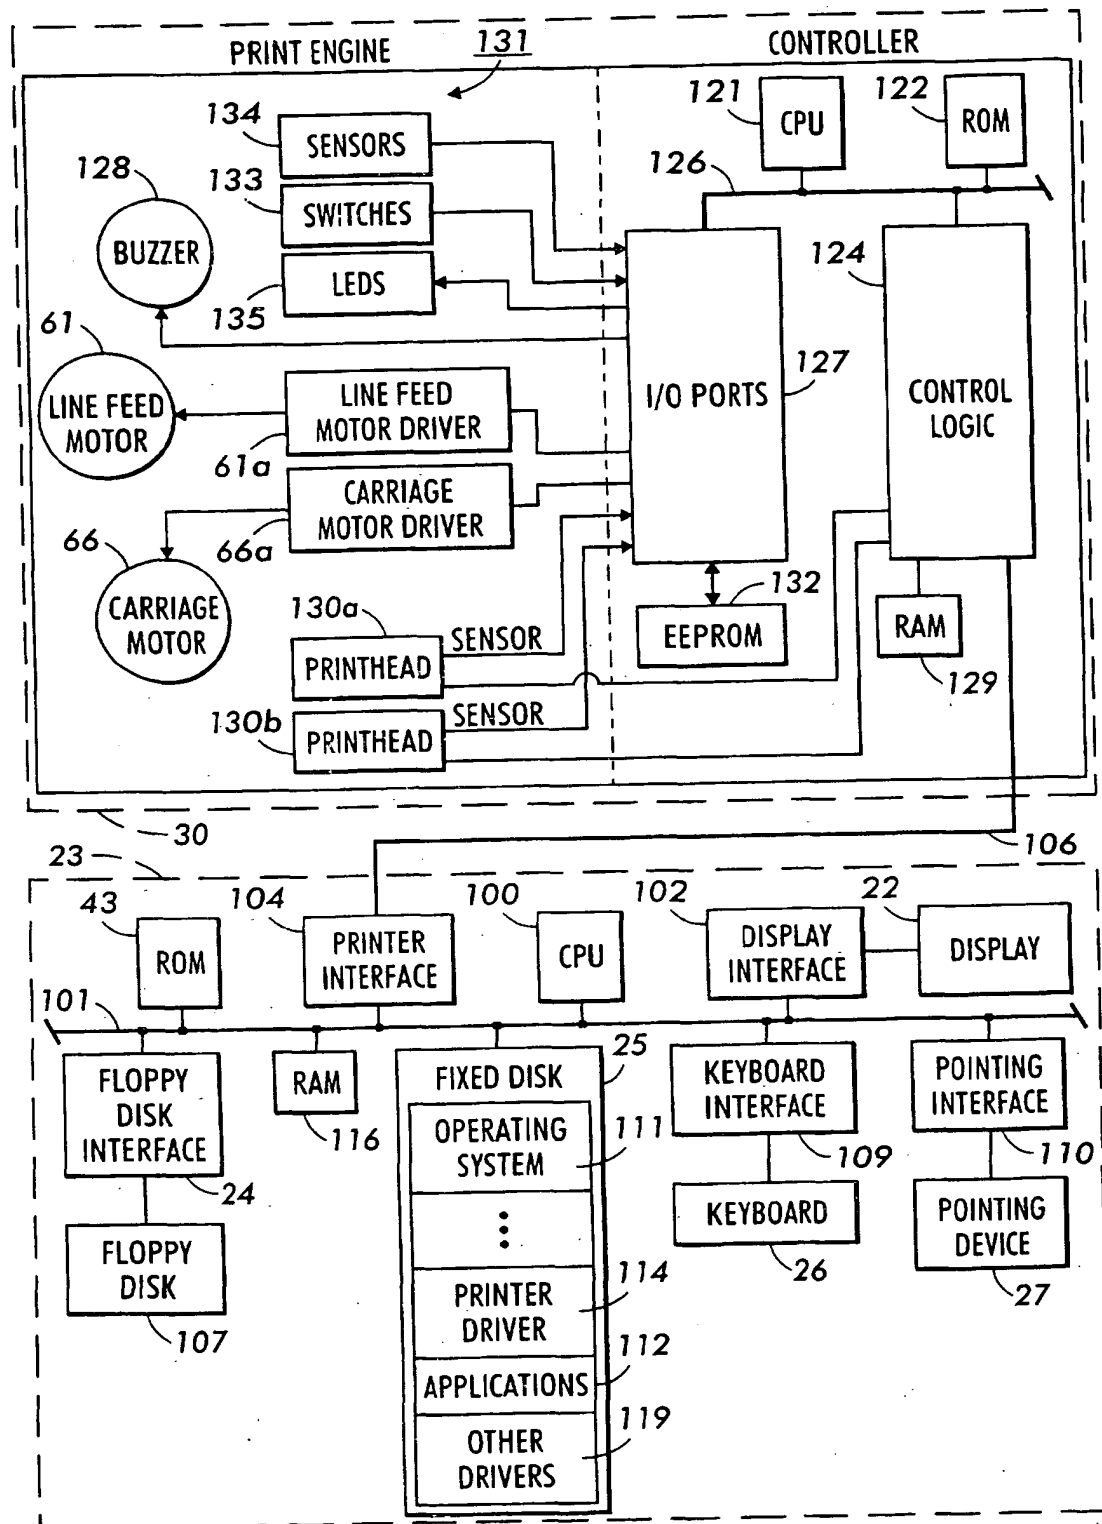 PRINT ENGINE
131
CONTROLLER
134
SENSORS
121
CPU
122
ROM
128
133
SWITCHES
126
BUZZER
LEDS
135
124
61
LINE FEED
MOTOR
LINE FEED
MOTOR DRIVER
61a
I/O PORTS
127
CONTROL
LOGIC
CARRIAGE
MOTOR DRIVER
66a
66
CARRIAGE
MOTOR
130a
SENSOR
PRINTHEAD
132
EEPROM
RAM
129
130b
SENSOR
PRINTHEAD
30
106
23
43
ROM
104
PRINTER
INTERFACE
100
CPU
102
DISPLAY
INTERFACE
22
DISPLAY
101
FLOPPY
DISK
INTERFACE
24
RAM
116
25
FIXED DISK
OPERATING
SYSTEM
111
KEYBOARD
INTERFACE
109
POINTING
INTERFACE
110
FLOPPY
DISK
107
KEYBOARD
26
POINTING
DEVICE
27
PRINTER
DRIVER
114
APPLICATIONS
112
OTHER
DRIVERS
119